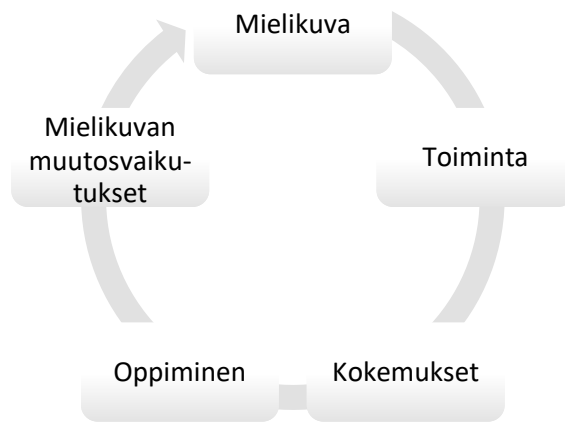 Mielikuva
Toiminta
Kokemukset
Oppiminen
Mielikuvan
muutosvaiku-
tukset